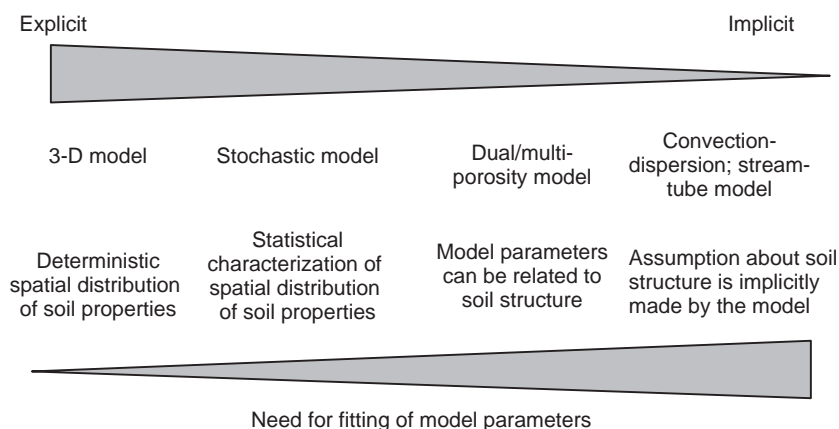 Explicit
Implicit
3-D model
Stochastic model
Dual/multi-
porosity model
Convection-
dispersion; stream-
tube model
Deterministic
spatial distribution
of soil properties
Statistical
characterization of
spatial distribution
of soil properties
Model parameters
can be related to
soil structure
Assumption about soil
structure is implicitly
made by the model
Need for fitting of model parameters